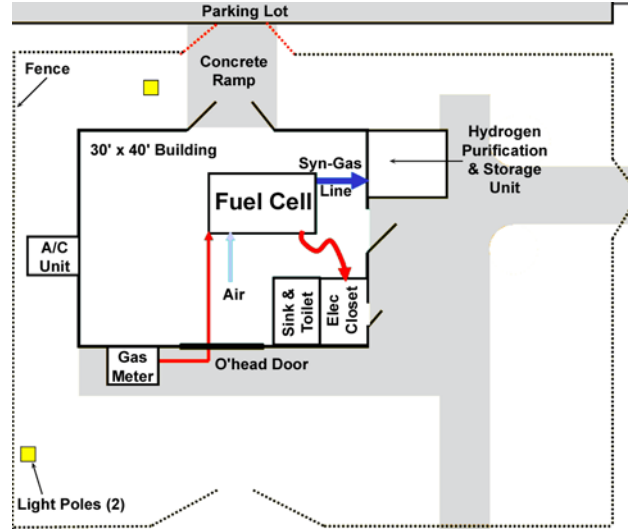 Parking Lot
Fence
Concrete
Ramp
30' x 40' Building
Syn-Gas
Line
Hydrogen
Purification
& Storage
Unit
Fuel Cell
A/C
Unit
Air
Sink &
Toilet
Elec
Closet
Gas
Meter
O'head Door
Light Poles (2)